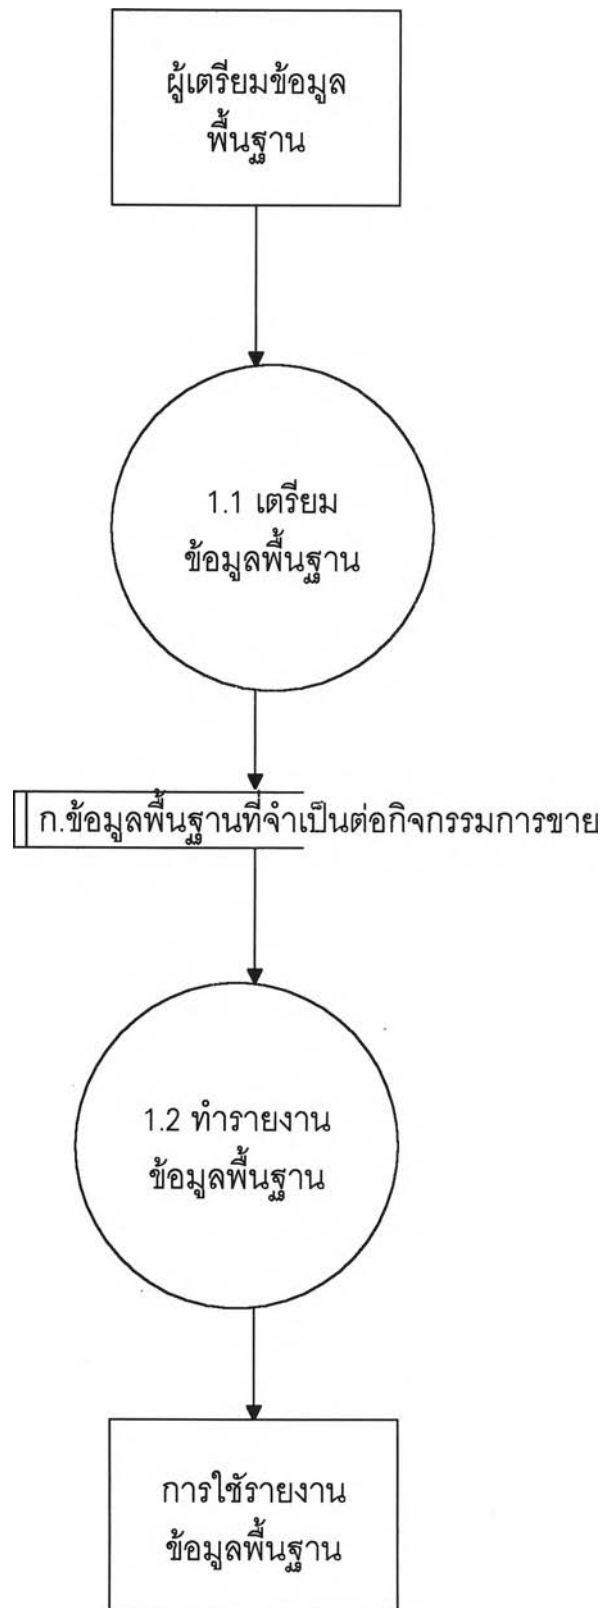 ผู้เตรียมข้อมูล
พื้นฐาน
1.1 เตรียม
ข้อมูลพื้นฐาน
ก.ข้อมูลพื้นฐานที่จำเป็นต่อกิจกรรมการขาย
1.2 ทำรายงาน
ข้อมูลพื้นฐาน
การใช้รายงาน
ข้อมูลพื้นฐาน